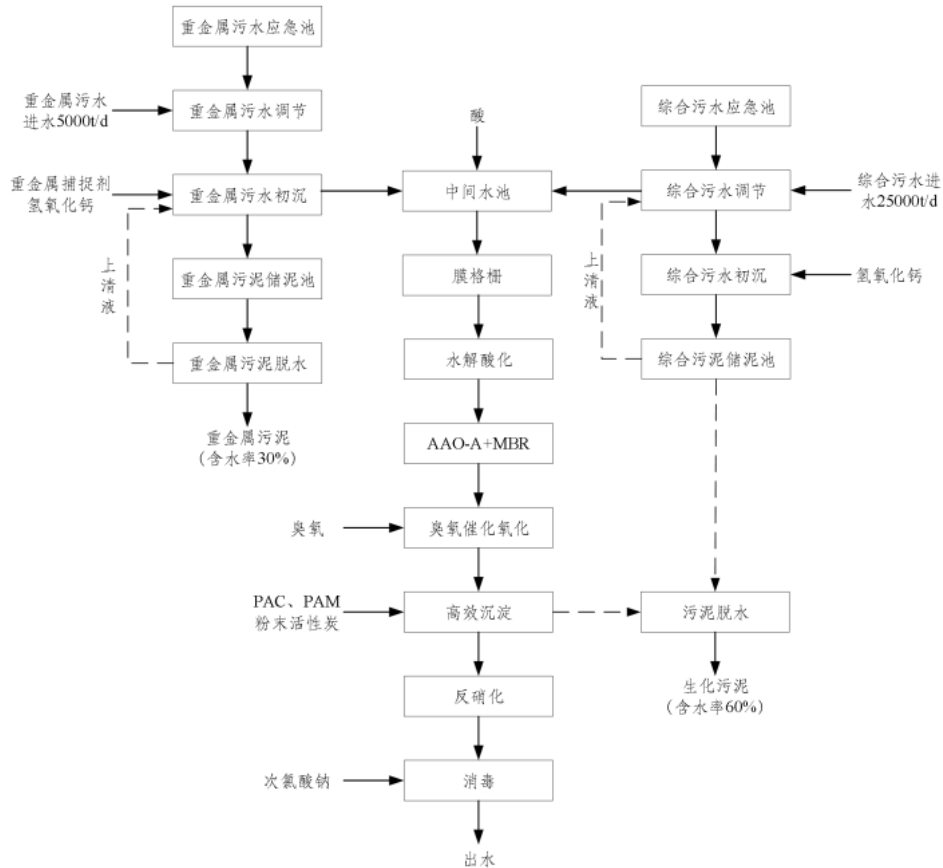 重金属污水应急池
重金属污水
进水5000t/d
重金属污水调节
酸
综合污水应急池
重金属捕捉剂
氢氧化钙
重金属污水初沉
中间水池
综合污水调节
综合污水进
水25000t/d
上清液
重金属污泥储泥池
膜格栅
上清液
综合污水初沉
氢氧化钙
重金属污泥脱水
水解酸化
综合污泥储泥池
重金属污泥
(含水率30%)
AAO-A+MBR
臭氧
臭氧催化氧化
PAC、PAM
粉末活性炭
高效沉淀
污泥脱水
反硝化
生化污泥
(含水率60%)
次氯酸钠
消毒
出水